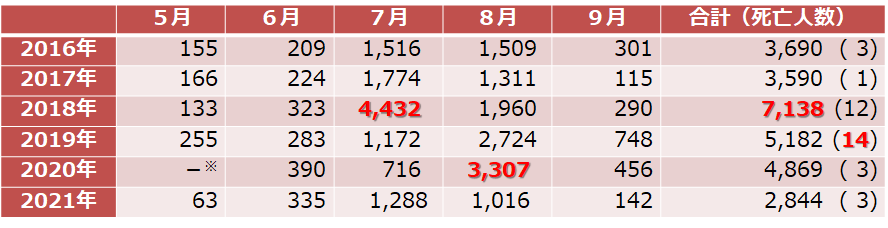 5月 6月 7月 8月 9月 合計（死亡人数）
2016年 155 209 1,516 1,509 301 3,690 ( 3)
2017年 166 224 1,774 1,311 115 3,590 ( 1)
2018年 133 323 4,432 1,960 290 7,138 (12)
2019年 255 283 1,172 2,724 748 5,182 (14)
2020年 －※ 390 716 3,307 456 4,869 ( 3)
2021年 63 335 1,288 1,016 142 2,844 ( 3)